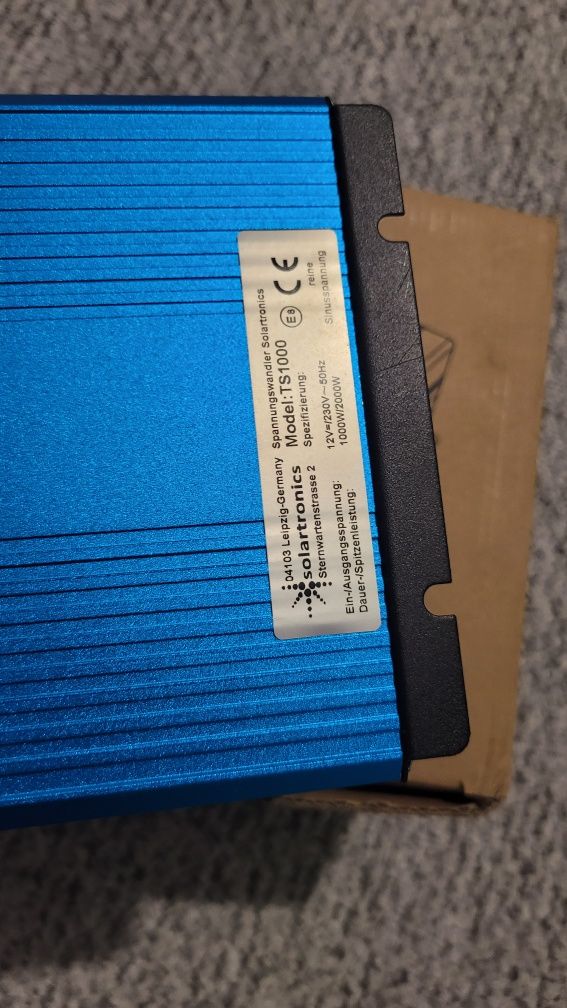 04103 Leipzig-Germany Spannungswandler Solartronics
solartronics Model:TS1000 E8 CE
Sternwartenstrasse 2 Spezifizierung: reine
Ein-/Ausgangsspannung: 12V=/230V~50Hz Sinusspannung
Dauer-/Spitzenleistung: 1000W/2000W